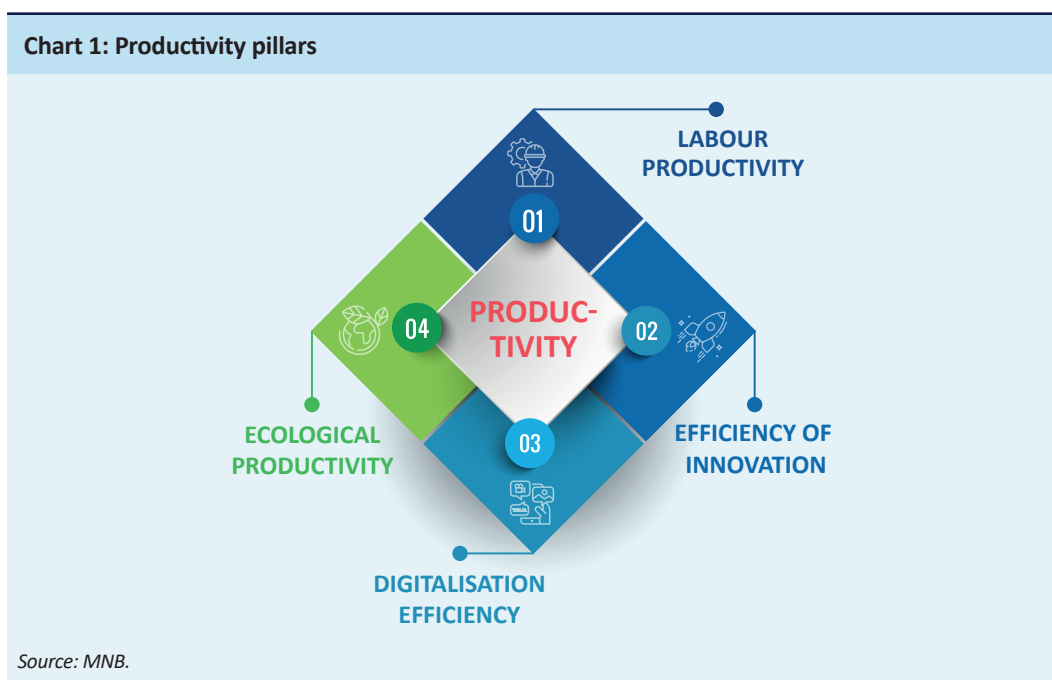 Chart 1: Productivity pillars
LABOUR
PRODUCTIVITY
01
PRODUC-
TIVITY
02
04
03
ECOLOGICAL
PRODUCTIVITY
EFFICIENCY OF
INNOVATION
DIGITALISATION
EFFICIENCY
Source: MNB.